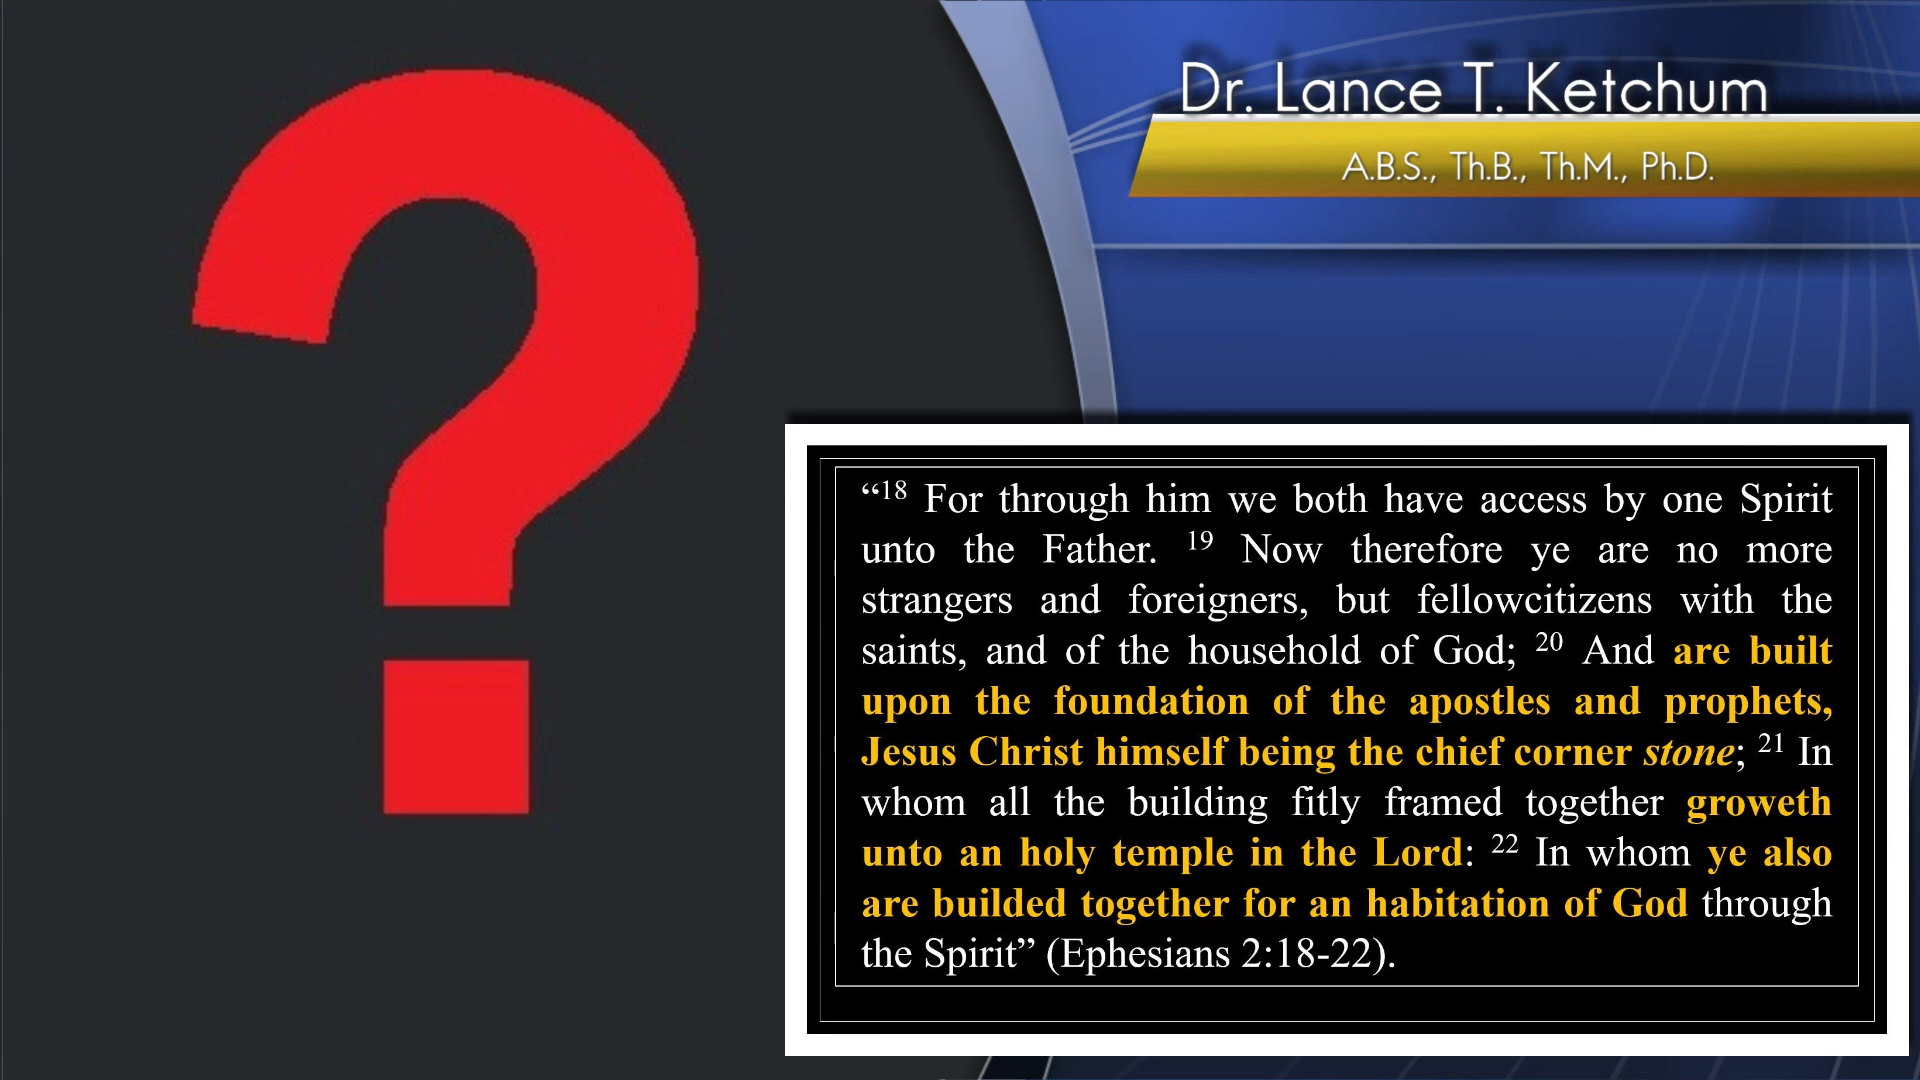 Dr. Lance T. Ketchum
A.B.S., Th.B., Th.M., Ph.D.
“18 For through him we both have access by one Spirit
unto the Father. 19 Now therefore ye are no more
strangers and foreigners, but fellowcitizens with the
saints, and of the household of God; 20 And are built
upon the foundation of the apostles and prophets,
Jesus Christ himself being the chief corner stone; 21 In
whom all the building fitly framed together groweth
unto an holy temple in the Lord: 22 In whom ye also
are builded together for an habitation of God through
the Spirit” (Ephesians 2:18-22).